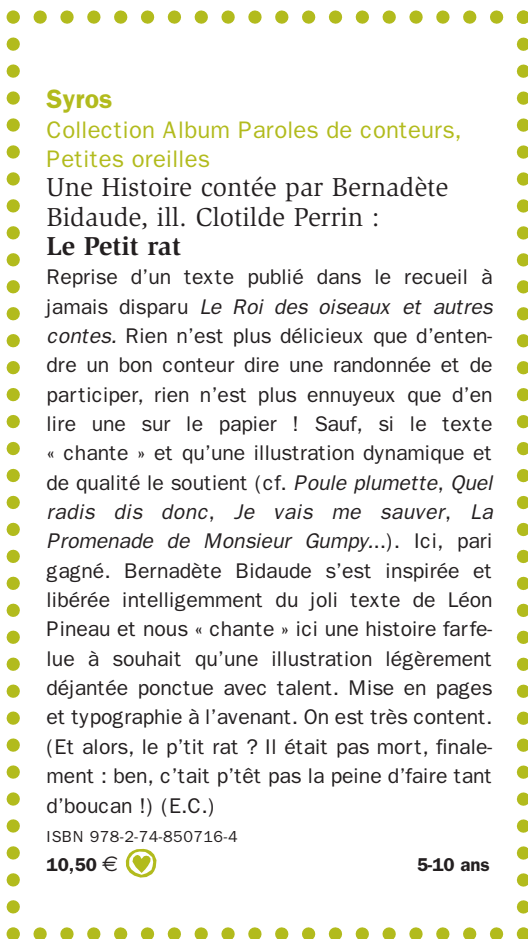 Syros
Collection Album Paroles de conteurs,
Petites oreilles
Une Histoire contée par Bernadète
Bidaude, ill. Clotilde Perrin :
Le Petit rat
Reprise d'un texte publié dans le recueil à
jamais disparu Le Roi des oiseaux et autres
contes. Rien n'est plus délicieux que d'enten-
dre un bon conteur dire une randonnée et de
participer, rien n'est plus ennuyeux que d'en
lire une sur le papier ! Sauf, si le texte
« chante » et qu'une illustration dynamique et
de qualité le soutient (cf. Poule plumette, Quel
radis dis donc, Je vais me sauver, La
Promenade de Monsieur Gumpy...). Ici, pari
gagné. Bernadète Bidaude s'est inspirée et
libérée intelligemment du joli texte de Léon
Pineau et nous « chante » ici une histoire farfe-
lue à souhait qu'une illustration légèrement
déjantée ponctue avec talent. Mise en pages
et typographie à l'avenant. On est très content.
(Et alors, le p'tit rat ? Il était pas mort, finale-
ment : ben, c'tait p'têt pas la peine d'faire tant
d'boucan !) (E.C.)
ISBN 978-2-74-850716-4
10,50 € 5-10 ans